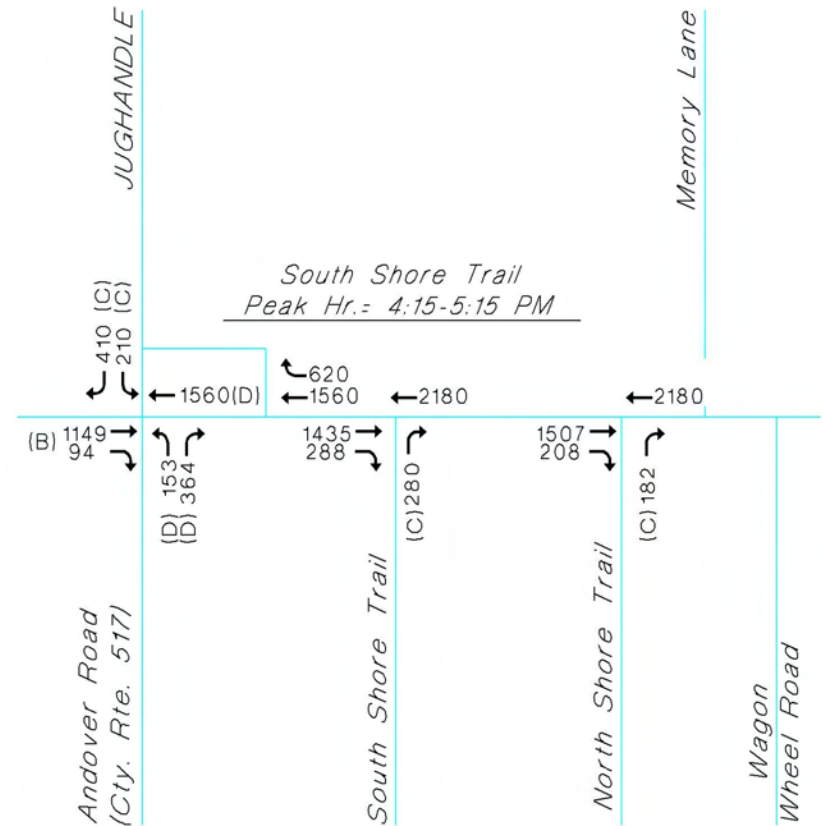 JUGHANDLE
Memory Lane
South Shore Trail
Peak Hr.= 4:15-5:15 PM
410 (C)
210 (C)
620
1560(D)
1560
2180
2180
(B) 1149
94
(D) 153
(D) 364
1435
288
(C) 280
1507
208
(C) 182
Andover Road
(Cty. Rte. 517)
South Shore Trail
North Shore Trail
Wagon
Wheel Road